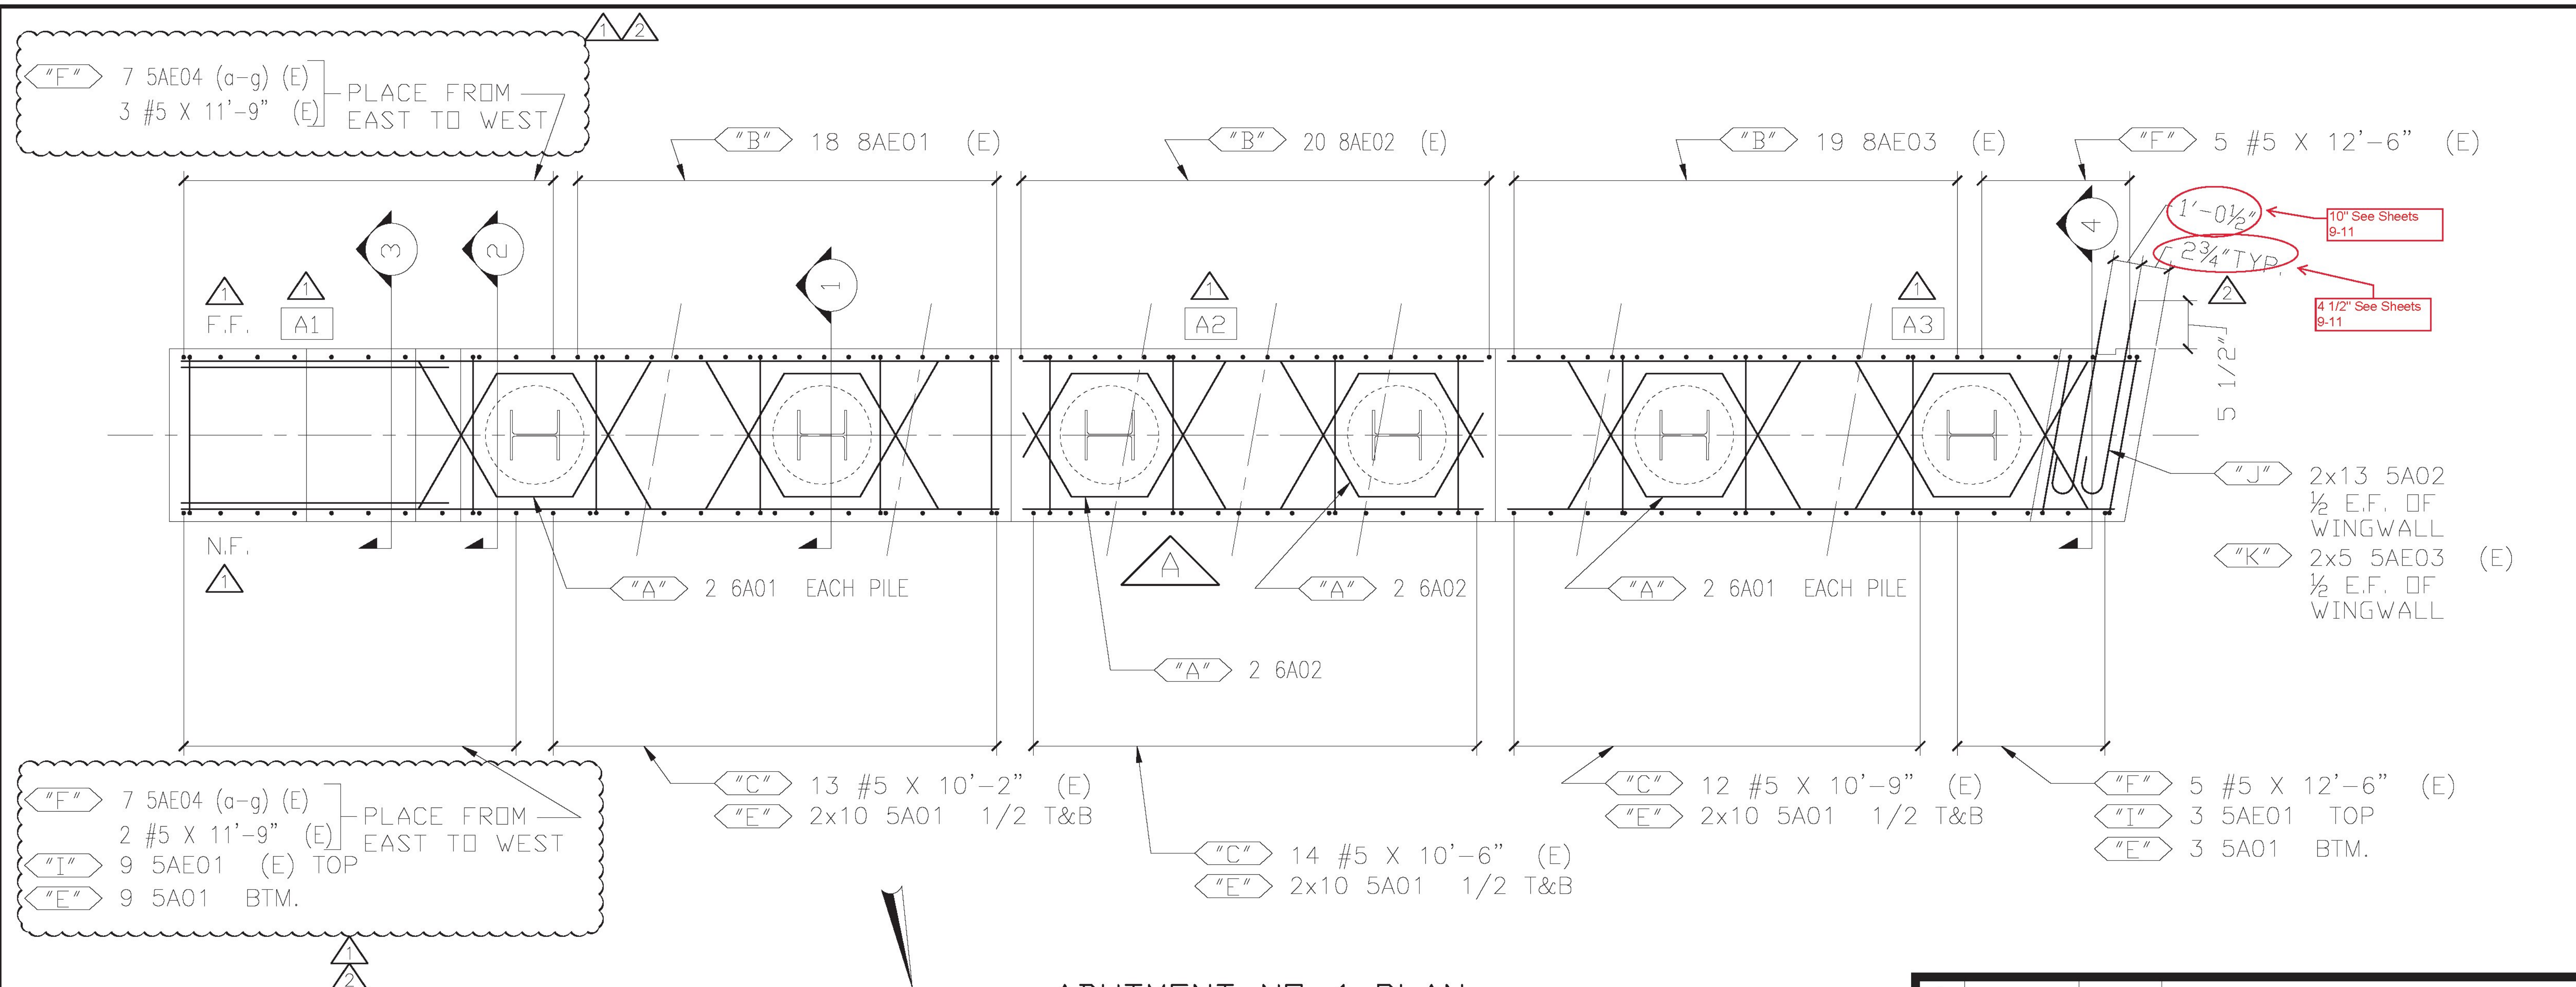 1 2
"F" 7 5AE04 (a-g) (E)
3 #5 X 11'-9" (E)
PLACE FROM
EAST TO WEST
"B" 18 8AE01 (E)
"B" 20 8AE02 (E)
"B" 19 8AE03 (E)
"F" 5 #5 X 12'-6" (E)
1'-0½"
10" See Sheets
9-11
2¾" TYP.
4 1/2" See Sheets
9-11
2
3
2
1
4
1
F.F.
1
A1
1
A2
1
A3
5 1/2"
"J" 2x13 5A02
½ E.F. OF
WINGWALL
"K" 2x5 5AE03 (E)
½ E.F. OF
WINGWALL
N.F.
1
"A" 2 6A01 EACH PILE
A
"A" 2 6A02
"A" 2 6A01 EACH PILE
"A" 2 6A02
"F" 7 5AE04 (a-g) (E)
2 #5 X 11'-9" (E)
PLACE FROM
EAST TO WEST
"I" 9 5AE01 (E) TOP
"E" 9 5A01 BTM.
1
2
"C" 13 #5 X 10'-2" (E)
"E" 2x10 5A01 1/2 T&B
"C" 14 #5 X 10'-6" (E)
"E" 2x10 5A01 1/2 T&B
"C" 12 #5 X 10'-9" (E)
"E" 2x10 5A01 1/2 T&B
"F" 5 #5 X 12'-6" (E)
"I" 3 5AE01 TOP
"E" 3 5A01 BTM.
ABUTMENT NO 1 PLAN